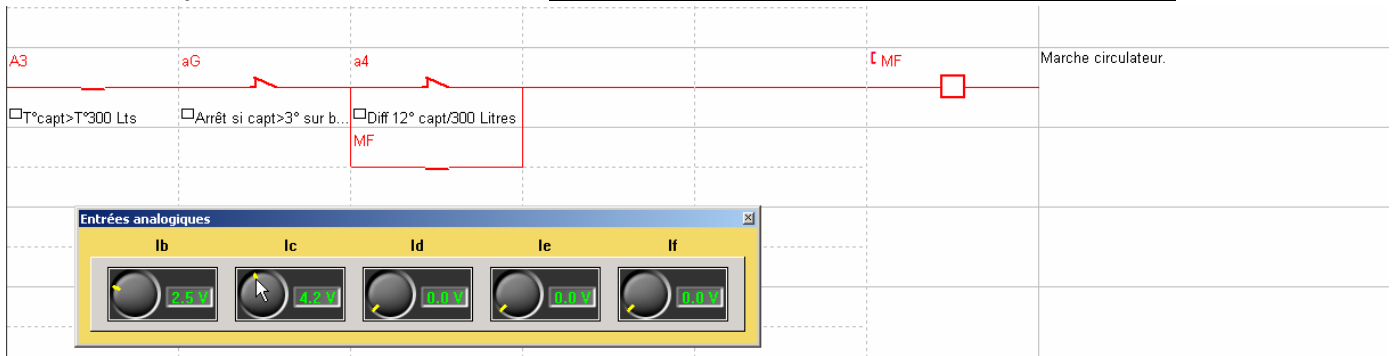 A3 aG a4 [ MF Marche circulateur.
T°capt>T°300 Lts Arrêt si capt>3° sur b... Diff 12° capt/300 Litres
MF
Entrées analogiques
Ib Ic Id Ie If
2.5 V 4.2 V 0.0 V 0.0 V 0.0 V